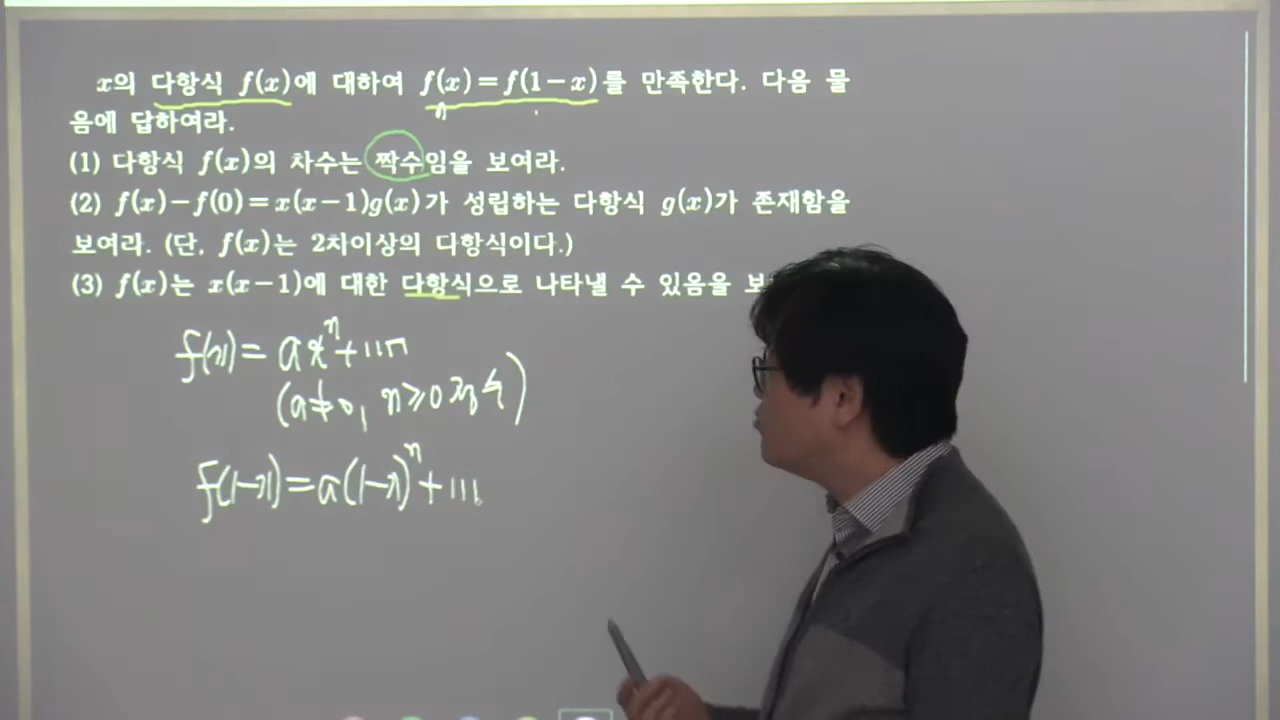 x의 다항식 f(x)에 대하여 f(x)=f(1-x)를 만족한다. 다음 물
음에 답하여라.
(1) 다항식 f(x)의 차수는 짝수임을 보여라.
(2) f(x)-f(0)=x(x-1)g(x)가 성립하는 다항식 g(x)가 존재함을
보여라. (단, f(x)는 2차이상의 다항식이다.)
(3) f(x)는 x(x-1)에 대한 다항식으로 나타낼 수 있음을
f(x)= ax^n+...
(a≠0, n≥0 정수)
f(1-x)=a(1-x)^n+...